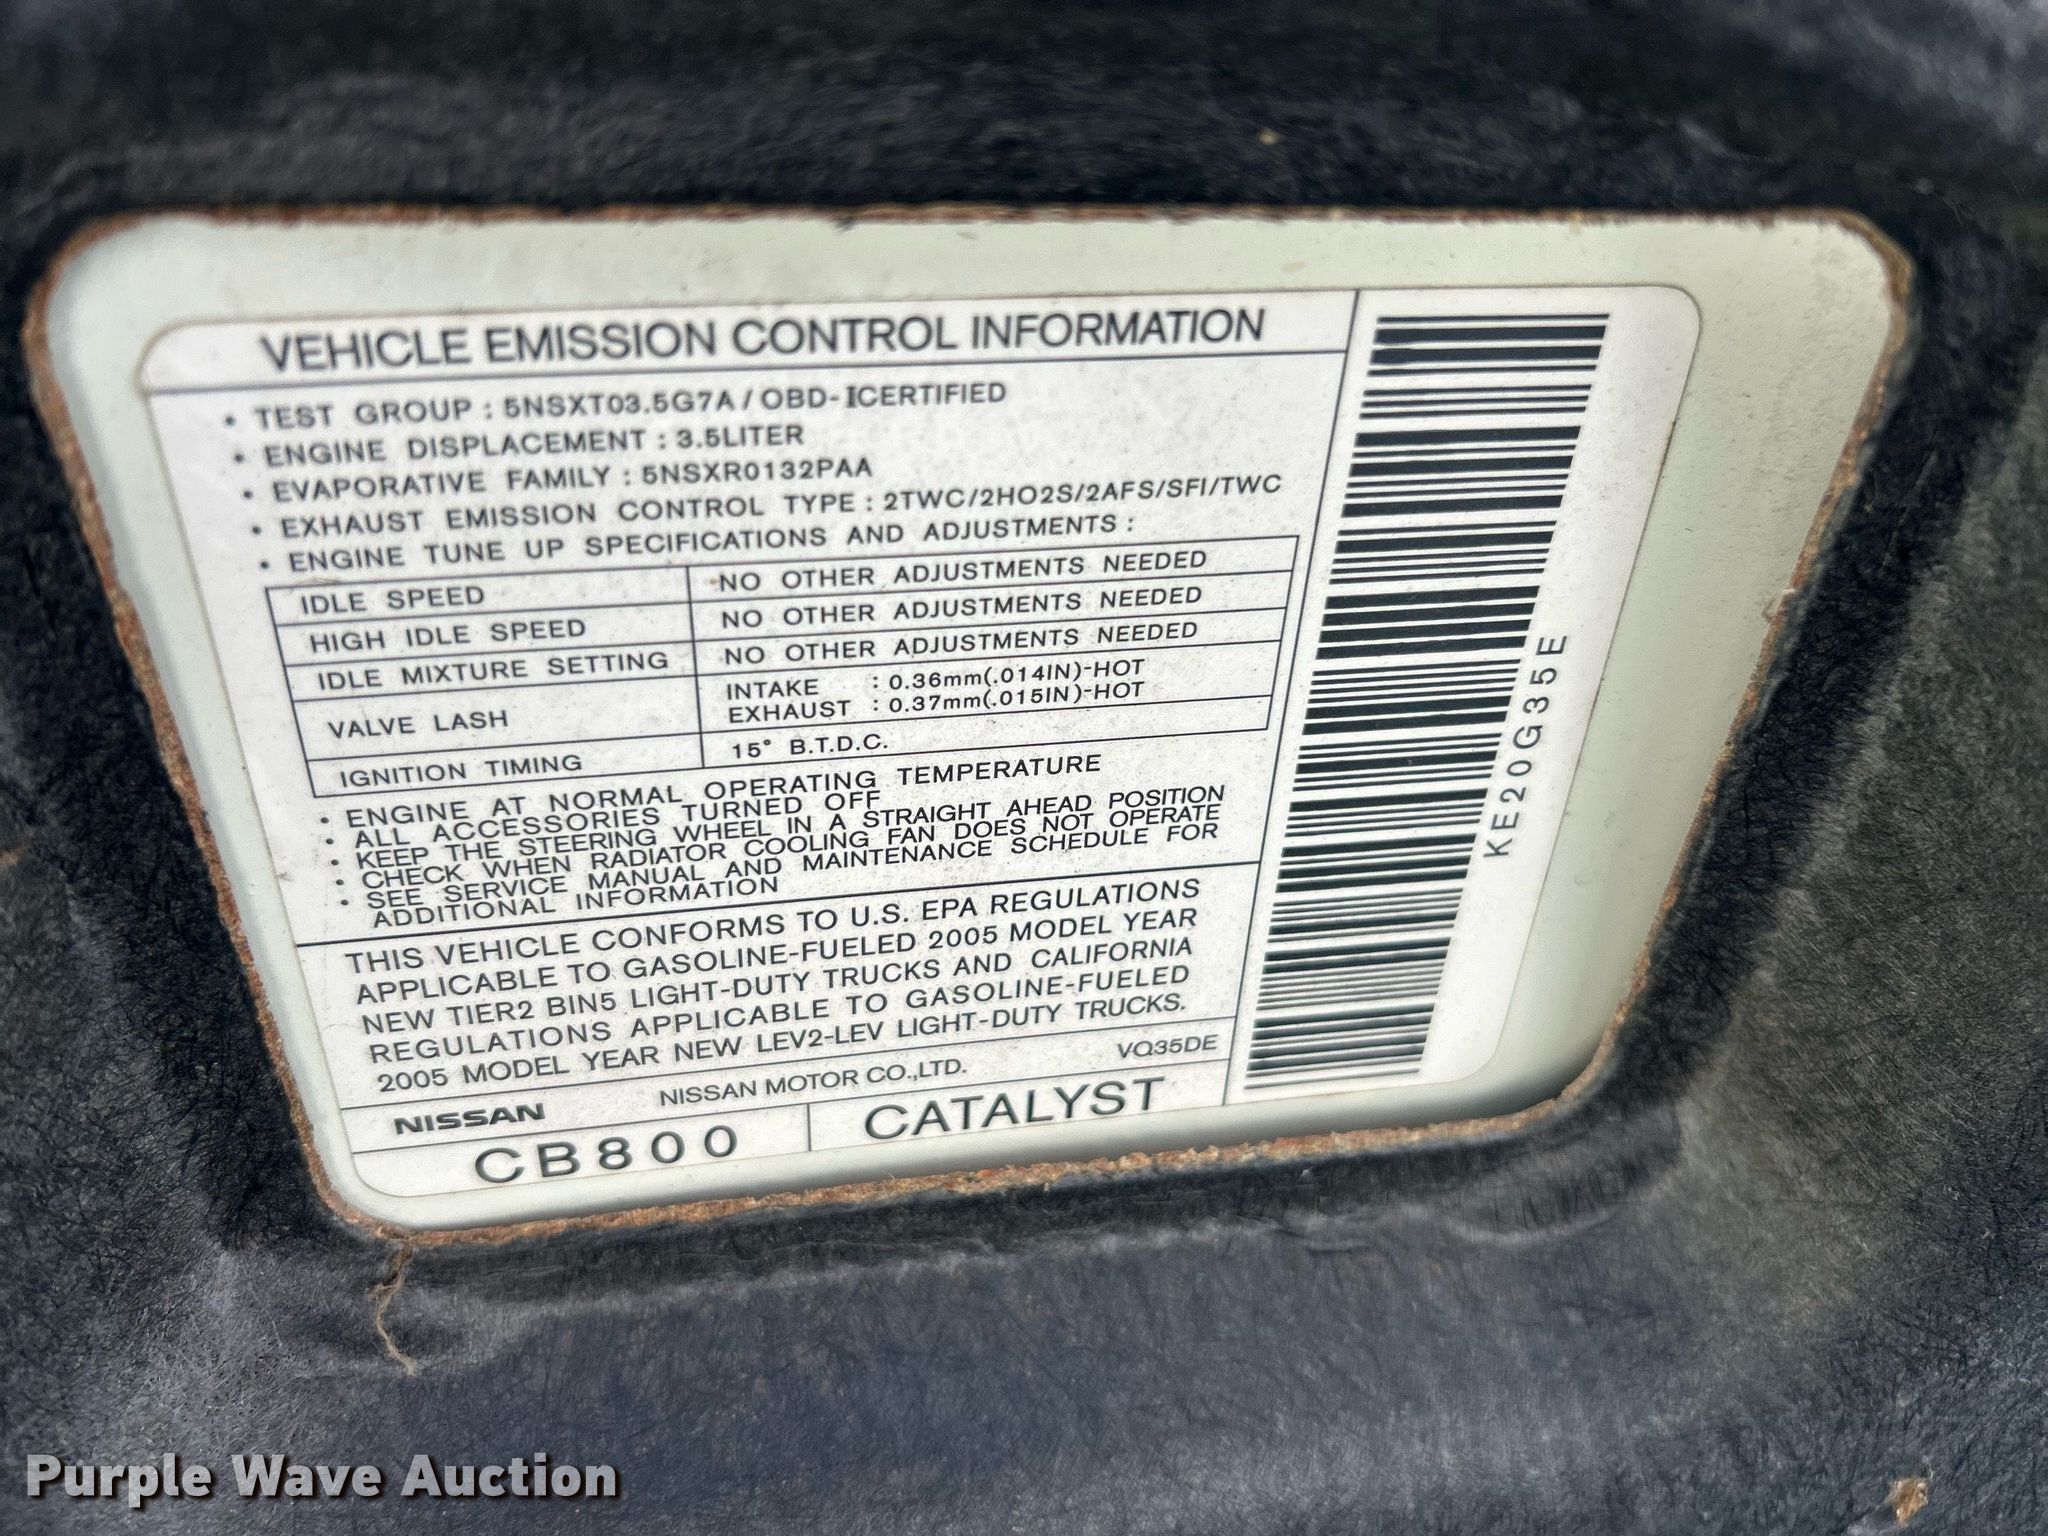 VEHICLE EMISSION CONTROL INFORMATION
• TEST GROUP : 5NSXT03.5G7A / OBD-ⅡCERTIFIED
• ENGINE DISPLACEMENT : 3.5LITER
• EVAPORATIVE FAMILY : 5NSXR0132PAA
• EXHAUST EMISSION CONTROL TYPE : 2TWC/2HO2S/2AFS/SFI/TWC
• ENGINE TUNE UP SPECIFICATIONS AND ADJUSTMENTS :
IDLE SPEED NO OTHER ADJUSTMENTS NEEDED
HIGH IDLE SPEED NO OTHER ADJUSTMENTS NEEDED
IDLE MIXTURE SETTING NO OTHER ADJUSTMENTS NEEDED
VALVE LASH INTAKE : 0.36mm(.014IN)-HOT
EXHAUST : 0.37mm(.015IN)-HOT
IGNITION TIMING 15° B.T.D.C.
• ENGINE AT NORMAL OPERATING TEMPERATURE
• ALL ACCESSORIES TURNED OFF
• KEEP THE STEERING WHEEL IN A STRAIGHT AHEAD POSITION
• CHECK WHEN RADIATOR COOLING FAN DOES NOT OPERATE
• SEE SERVICE MANUAL AND MAINTENANCE SCHEDULE FOR
ADDITIONAL INFORMATION
THIS VEHICLE CONFORMS TO U.S. EPA REGULATIONS
APPLICABLE TO GASOLINE-FUELED 2005 MODEL YEAR
NEW TIER2 BIN5 LIGHT-DUTY TRUCKS AND CALIFORNIA
REGULATIONS APPLICABLE TO GASOLINE-FUELED
2005 MODEL YEAR NEW LEV2-LEV LIGHT-DUTY TRUCKS.
NISSAN NISSAN MOTOR CO.,LTD. VQ35DE
CB800 CATALYST
KE20G35E
Purple Wave Auction